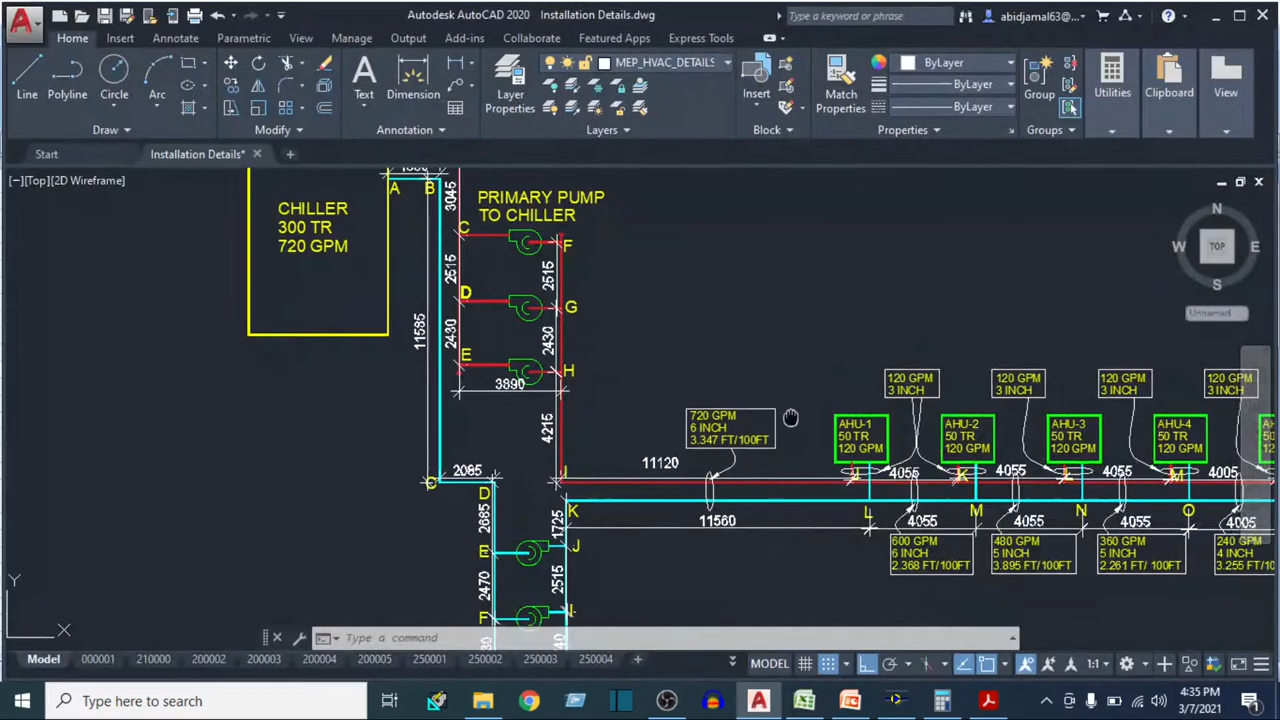 Autodesk AutoCAD 2020 Installation Details.dwg
Type a keyword or phrase
abidjamal63@...
Home Insert Annotate Parametric View Manage Output Add-ins Collaborate Featured Apps Express Tools
Line Polyline Circle Arc
Text Dimension
Layer Properties
MEP_HVAC_DETAILS
Insert
Match Properties
ByLayer
ByLayer
ByLayer
Group Utilities Clipboard View
Draw Modify Annotation Layers Block Properties Groups
Start Installation Details*
[−][Top][2D Wireframe]
N
W TOP E
S
Unnamed
A B
CHILLER
300 TR
720 GPM
3045
PRIMARY PUMP
TO CHILLER
C F
2515 2515
D G
11585
2430 2430
E H
3890
4215
720 GPM
6 INCH
3.347 FT/100FT
120 GPM
3 INCH
120 GPM
3 INCH
120 GPM
3 INCH
120 GPM
3 INCH
AHU-1
50 TR
120 GPM
AHU-2
50 TR
120 GPM
AHU-3
50 TR
120 GPM
AHU-4
50 TR
120 GPM
2085 11120 4055 4055 4055 4005
C I J K L M
D K L M N O
2685 1725 11560 4055 4055 4055 4005
E J
600 GPM
6 INCH
2.368 FT/100FT
480 GPM
5 INCH
3.895 FT/100FT
360 GPM
5 INCH
2.261 FT/100FT
240 GPM
4 INCH
3.255 FT/100FT
2470 2515
F I
Y
X
Type a command
Model 000001 210000 200002 200003 200004 200005 250001 250002 250003 250004
MODEL 1:1
Type here to search
4:35 PM
3/7/2021